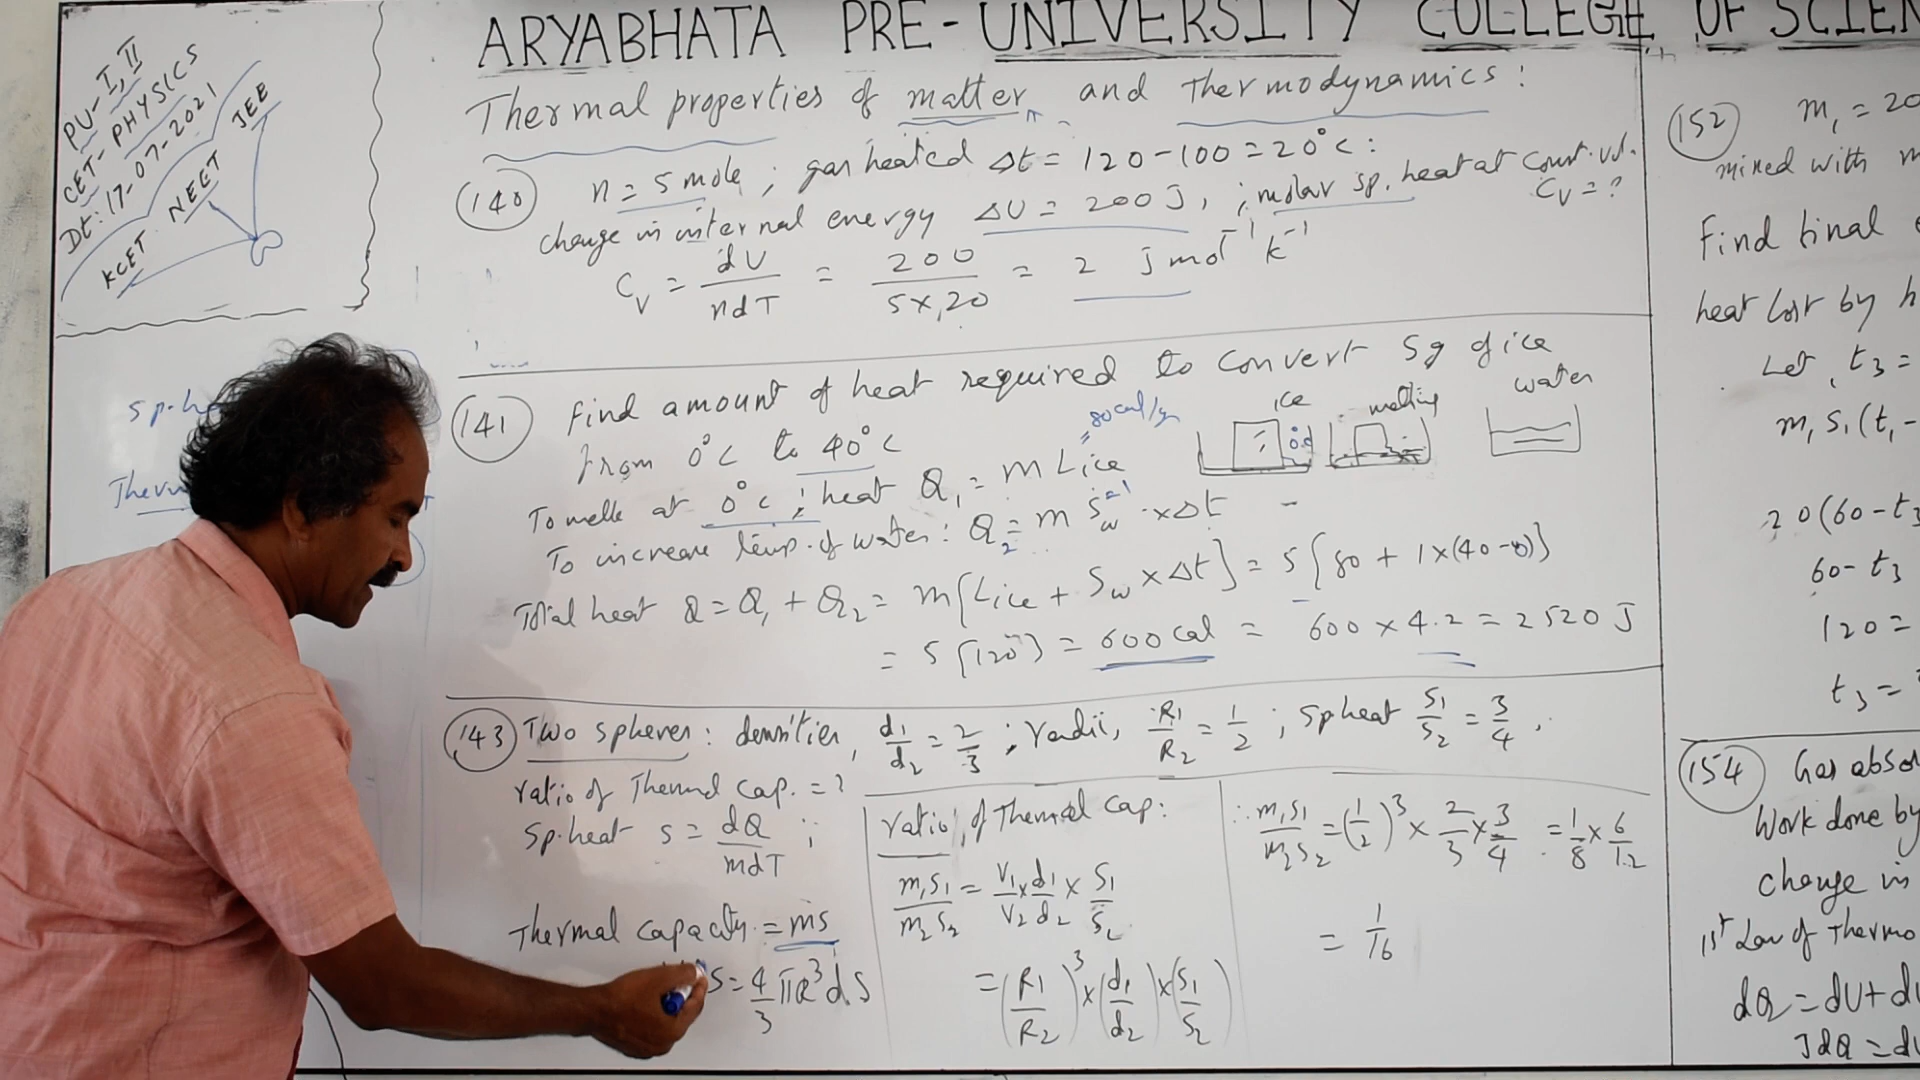 ARYABHATA PRE-UNIVERSITY COLLEGE OF SCIEN
PU-I,II
CET-PHYSICS
Dt: 17-07-2021
KCET NEET JEE
Thermal properties of matter and Thermodynamics:
140 n = 5 mole ; gas heated Δt = 120-100 = 20°C :
change in internal energy ΔU = 200 J, ; molar sp. heat at const. vol.
Cv = ?
Cv = dU/ndT = 200/5×20 = 2 J mol⁻¹ K⁻¹
141 Find amount of heat required to convert 5g of ice
from 0°C to 40°C
80 cal/gm
ice melting water
To melt at 0°C ; heat Q₁ = m Lice
To increase temp. of water: Q₂ = m Sw × Δt
Total heat Q = Q₁ + Q₂ = m[Lice + Sw × Δt] = 5[80 + 1×(40-0)]
= 5[120] = 600 Cal = 600 × 4.2 = 2520 J
143 Two spheres: densities, d₁/d₂ = 2/3 ; radii, R₁/R₂ = 1/2 ; Sp heat S₁/S₂ = 3/4,
ratio of Thermal Cap. = ?
Sp. heat s = dQ/mdT ;
Thermal capacity = ms
S = 4/3 πR³ d. S
ratio of Thermal cap:
m₁s₁/m₂s₂ = V₁/V₂ × d₁/d₂ × S₁/S₂
= (R₁/R₂)³ × (d₁/d₂) × (S₁/S₂)
∴ m₁s₁/m₂s₂ = (1/2)³ × 2/3 × 3/4 = 1/8 × 6/12
= 1/16
152 m₁ = 20
mixed with m
Find final
heat lost by h
Let, t₃ =
m₁ S₁ (t₁ -
20(60-t₃
60-t₃
120 =
t₃ =
154 Gas absor
Work done by
change in
1st Law of Thermo
dQ = dU + d
JdQ = d